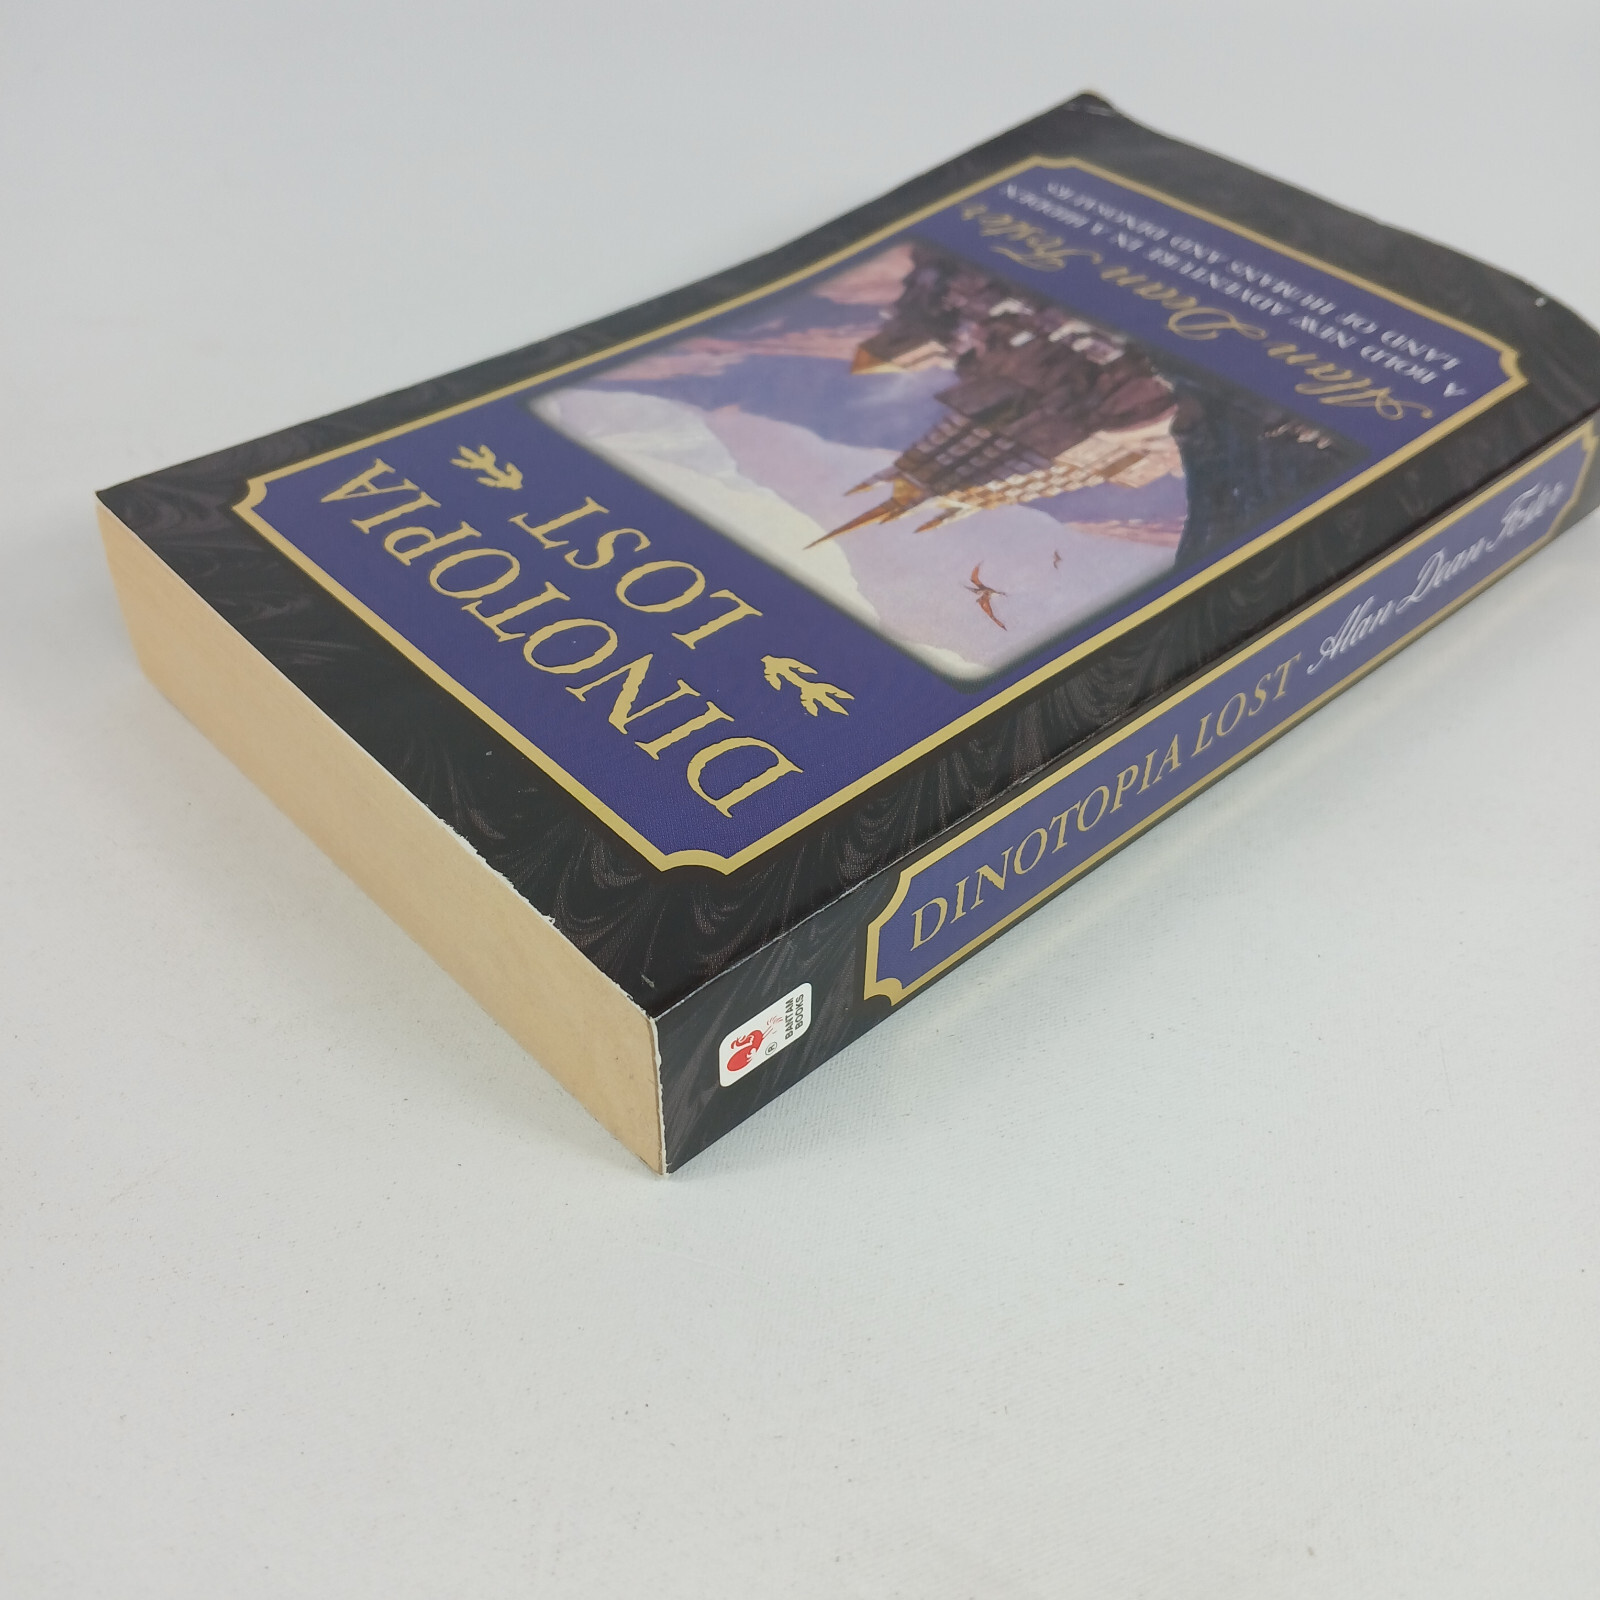 DINOTOPIA
LOST
Alan Dean Foster
A BOLD NEW ADVENTURE IN A HIDDEN
LAND OF HUMANS AND DINOSAURS
DINOTOPIA LOST Alan Dean Foster
®
BANTAM
BOOKS